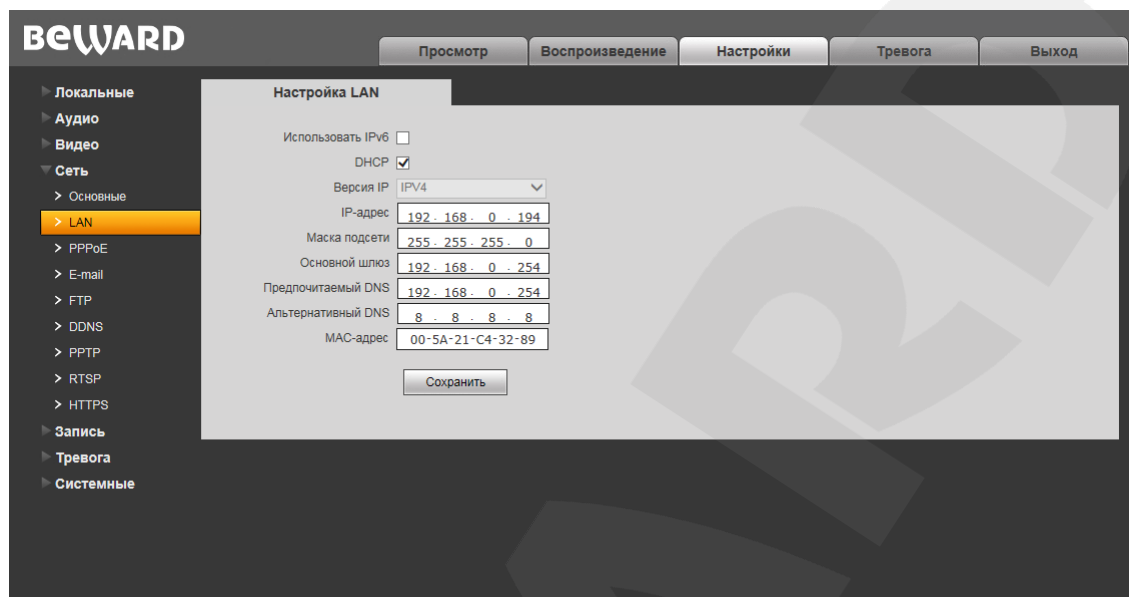 BEWARD
Просмотр Воспроизведение Настройки Тревога Выход
Локальные
Аудио
Видео
Сеть
Основные
LAN
PPPoE
E-mail
FTP
DDNS
PPTP
RTSP
HTTPS
Запись
Тревога
Системные
Настройка LAN
Использовать IPv6
DHCP
Версия IP IPV4
IP-адрес 192 . 168 . 0 . 194
Маска подсети 255 . 255 . 255 . 0
Основной шлюз 192 . 168 . 0 . 254
Предпочитаемый DNS 192 . 168 . 0 . 254
Альтернативный DNS 8 . 8 . 8 . 8
MAC-адрес 00-5A-21-C4-32-89
Сохранить